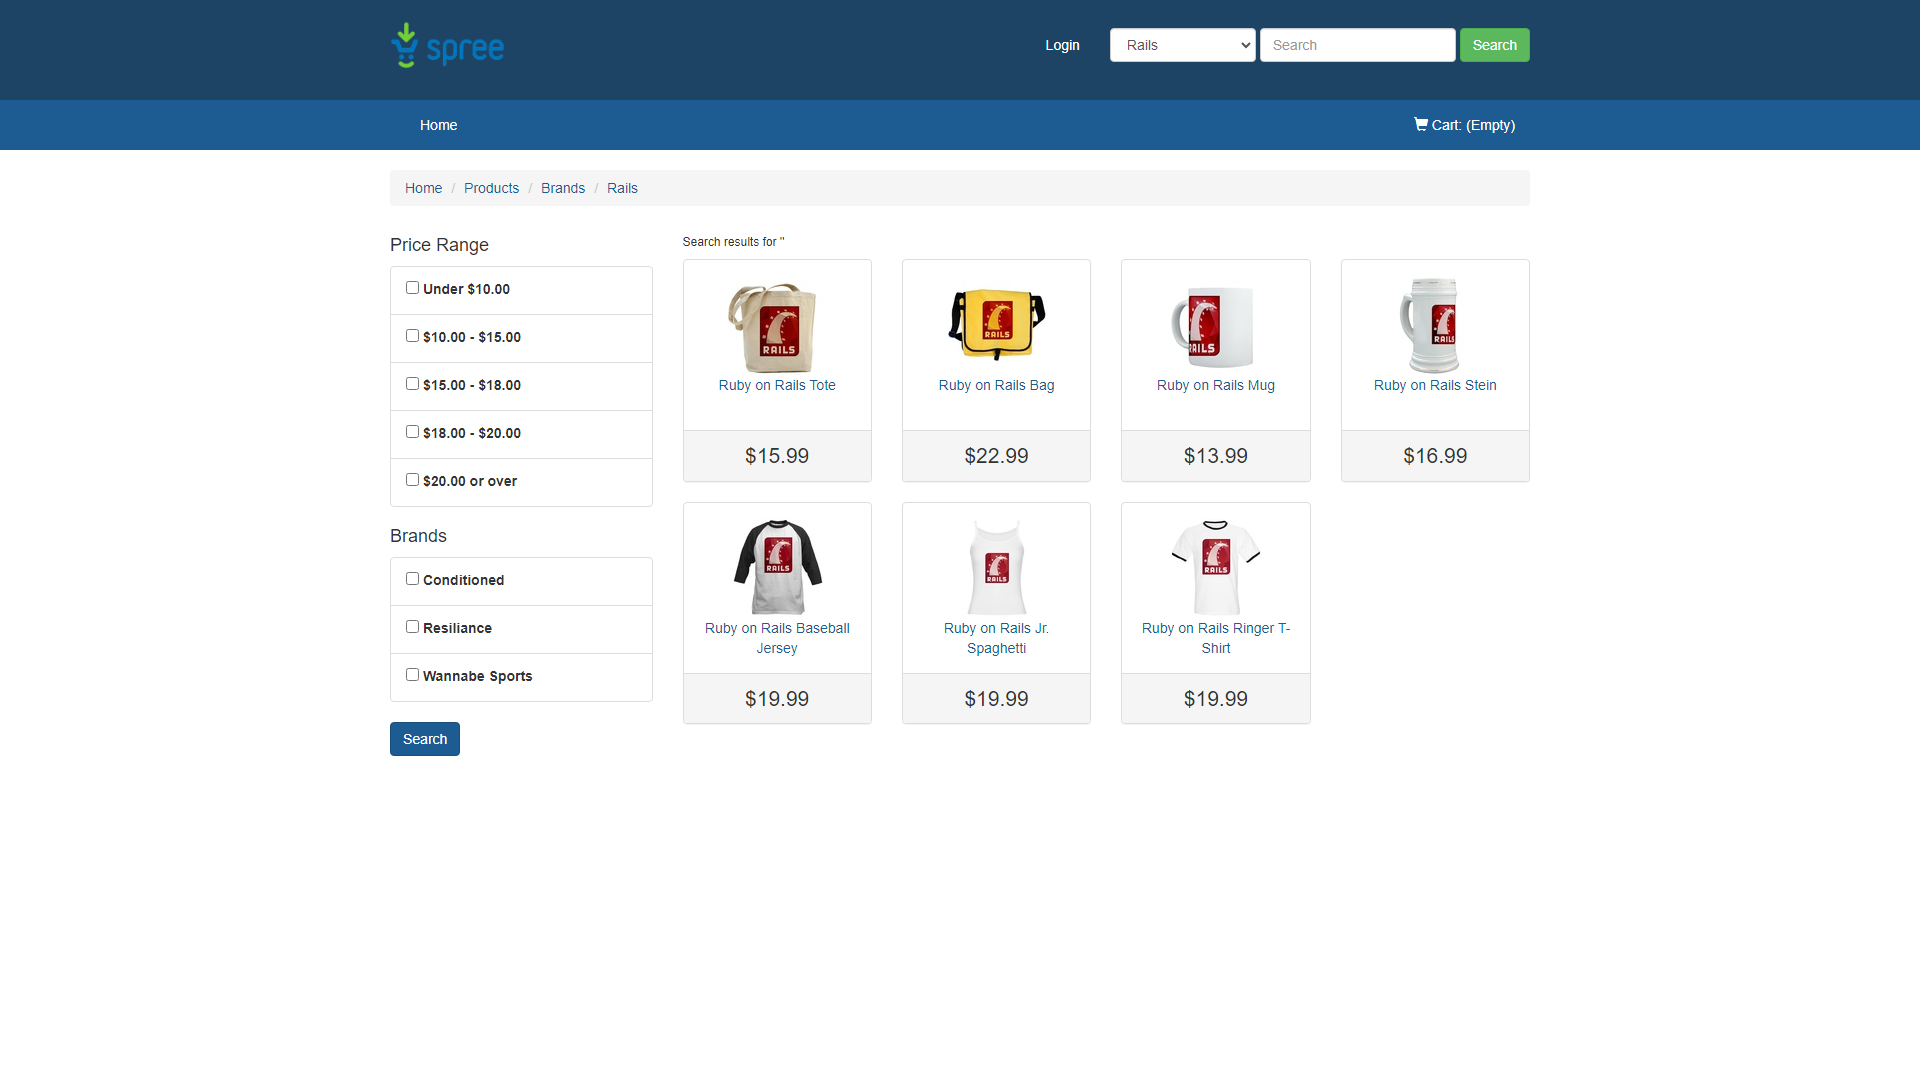 spree
Login
Rails
Search
Search
Home
Cart: (Empty)
Home / Products / Brands / Rails
Price Range
Under $10.00
$10.00 - $15.00
$15.00 - $18.00
$18.00 - $20.00
$20.00 or over
Brands
Conditioned
Resiliance
Wannabe Sports
Search
Search results for ''
RAILS
Ruby on Rails Tote
$15.99
RAILS
Ruby on Rails Bag
$22.99
RAILS
Ruby on Rails Mug
$13.99
RAILS
Ruby on Rails Stein
$16.99
RAILS
Ruby on Rails Baseball
Jersey
$19.99
RAILS
Ruby on Rails Jr.
Spaghetti
$19.99
RAILS
Ruby on Rails Ringer T-
Shirt
$19.99